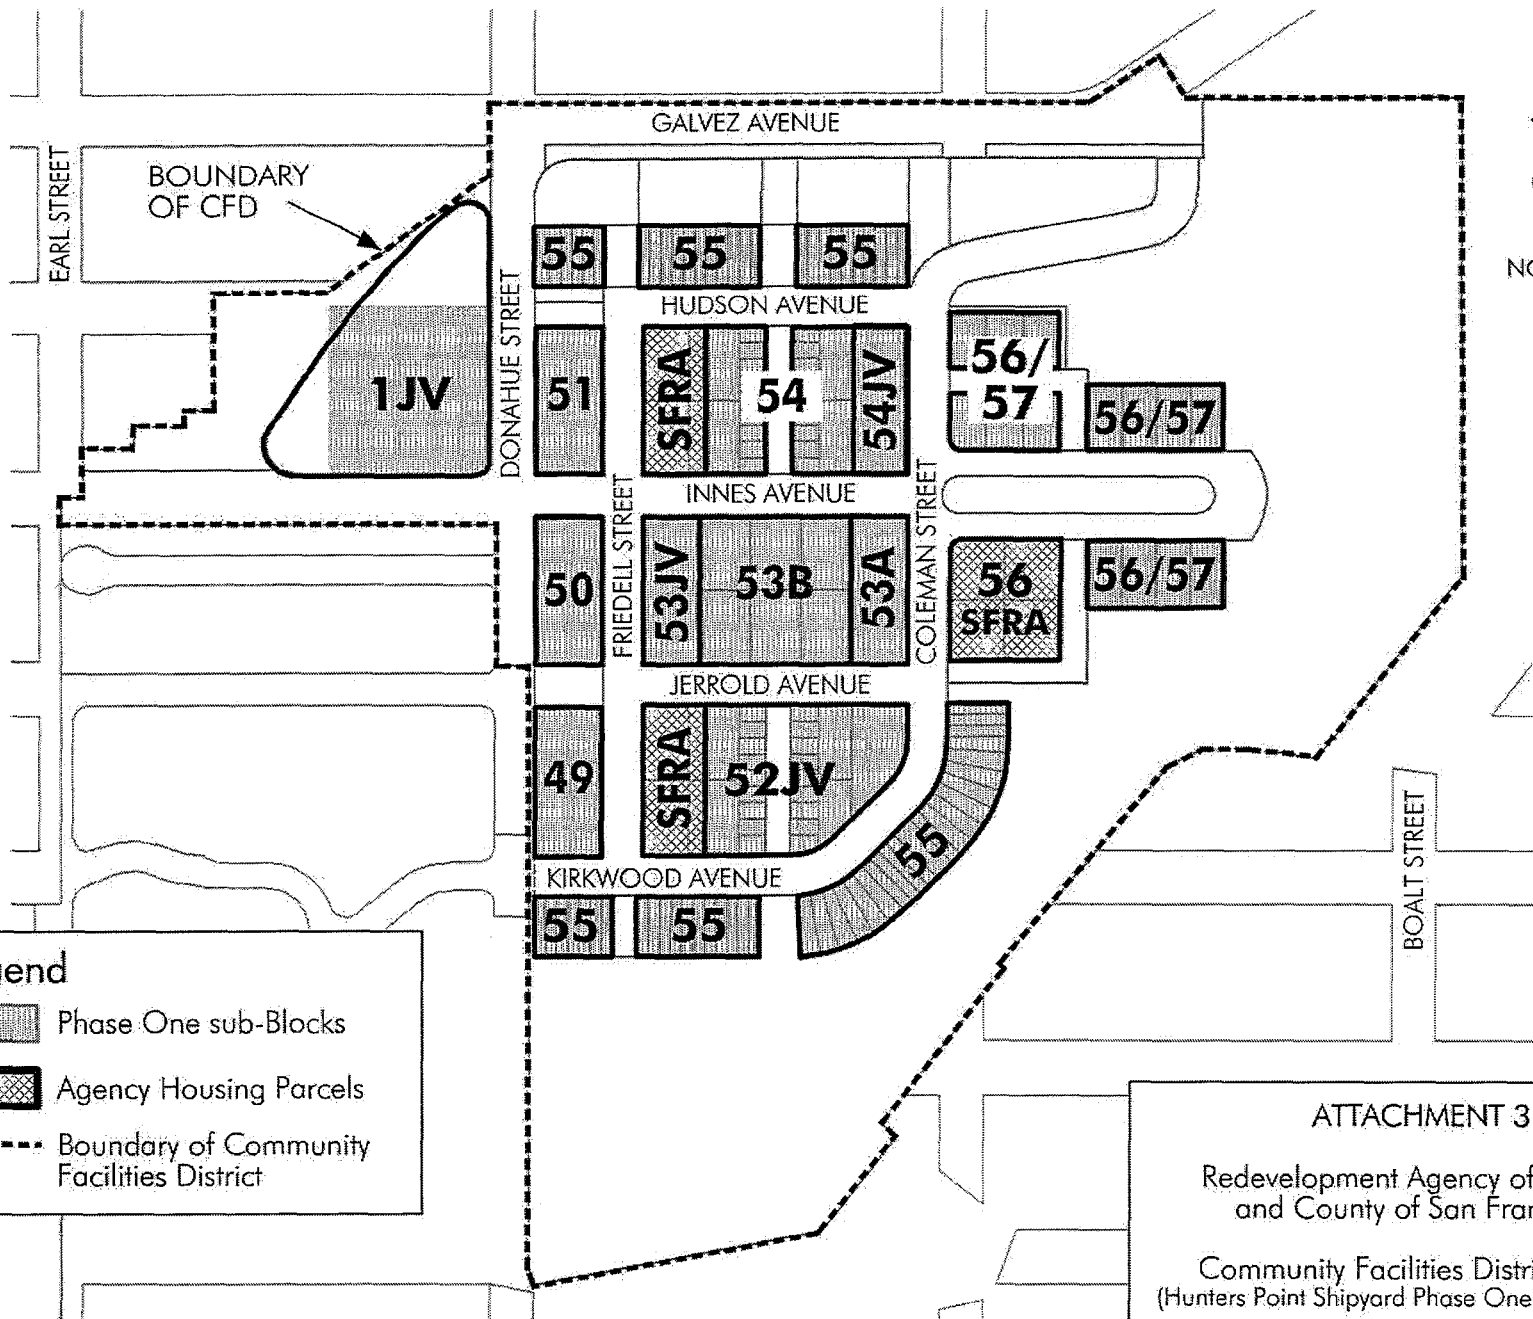 GALVEZ AVENUE
EARL STREET
BOUNDARY
OF CFD
55
55
55
NO
DONAHUE STREET
HUDSON AVENUE
1JV
51
SFRA
54
54JV
56/
57
56/57
INNES AVENUE
FRIEDELL STREET
COLEMAN STREET
50
53JV
53B
53A
56
SFRA
56/57
JERROLD AVENUE
49
SFRA
52JV
55
KIRKWOOD AVENUE
55
55
BOALT STREET
gend
Phase One sub-Blocks
Agency Housing Parcels
Boundary of Community
Facilities District
ATTACHMENT 3
Redevelopment Agency of
and County of San Fran
Community Facilities Distri
(Hunters Point Shipyard Phase One